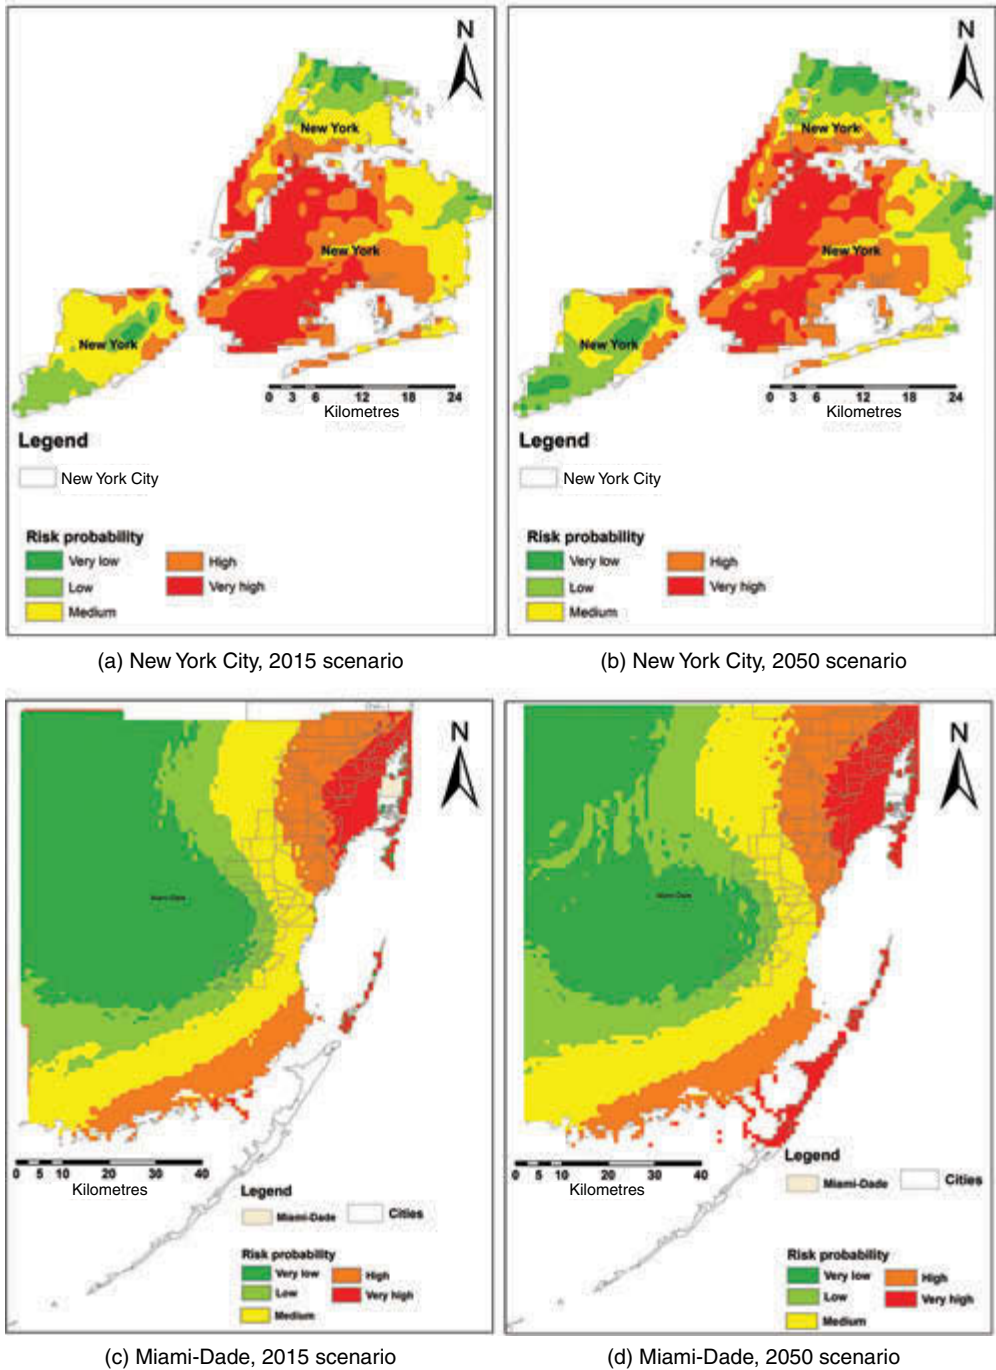 N
New York
New York
New York
0 3 6 12 18 24
Kilometres
Legend
New York City
Risk probability
Very low
High
Low
Very high
Medium
(a) New York City, 2015 scenario
N
New York
New York
New York
0 3 6 12 18 24
Kilometres
Legend
New York City
Risk probability
Very low
High
Low
Very high
Medium
(b) New York City, 2050 scenario
N
Miami-Dade
0 5 10 20 30 40
Kilometres
Legend
Miami-Dade
Cities
Risk probability
Very low
High
Low
Very high
Medium
(c) Miami-Dade, 2015 scenario
N
Miami-Dade
0 5 10 20 30 40
Kilometres
Legend
Miami-Dade
Cities
Risk probability
Very low
High
Low
Very high
Medium
(d) Miami-Dade, 2050 scenario